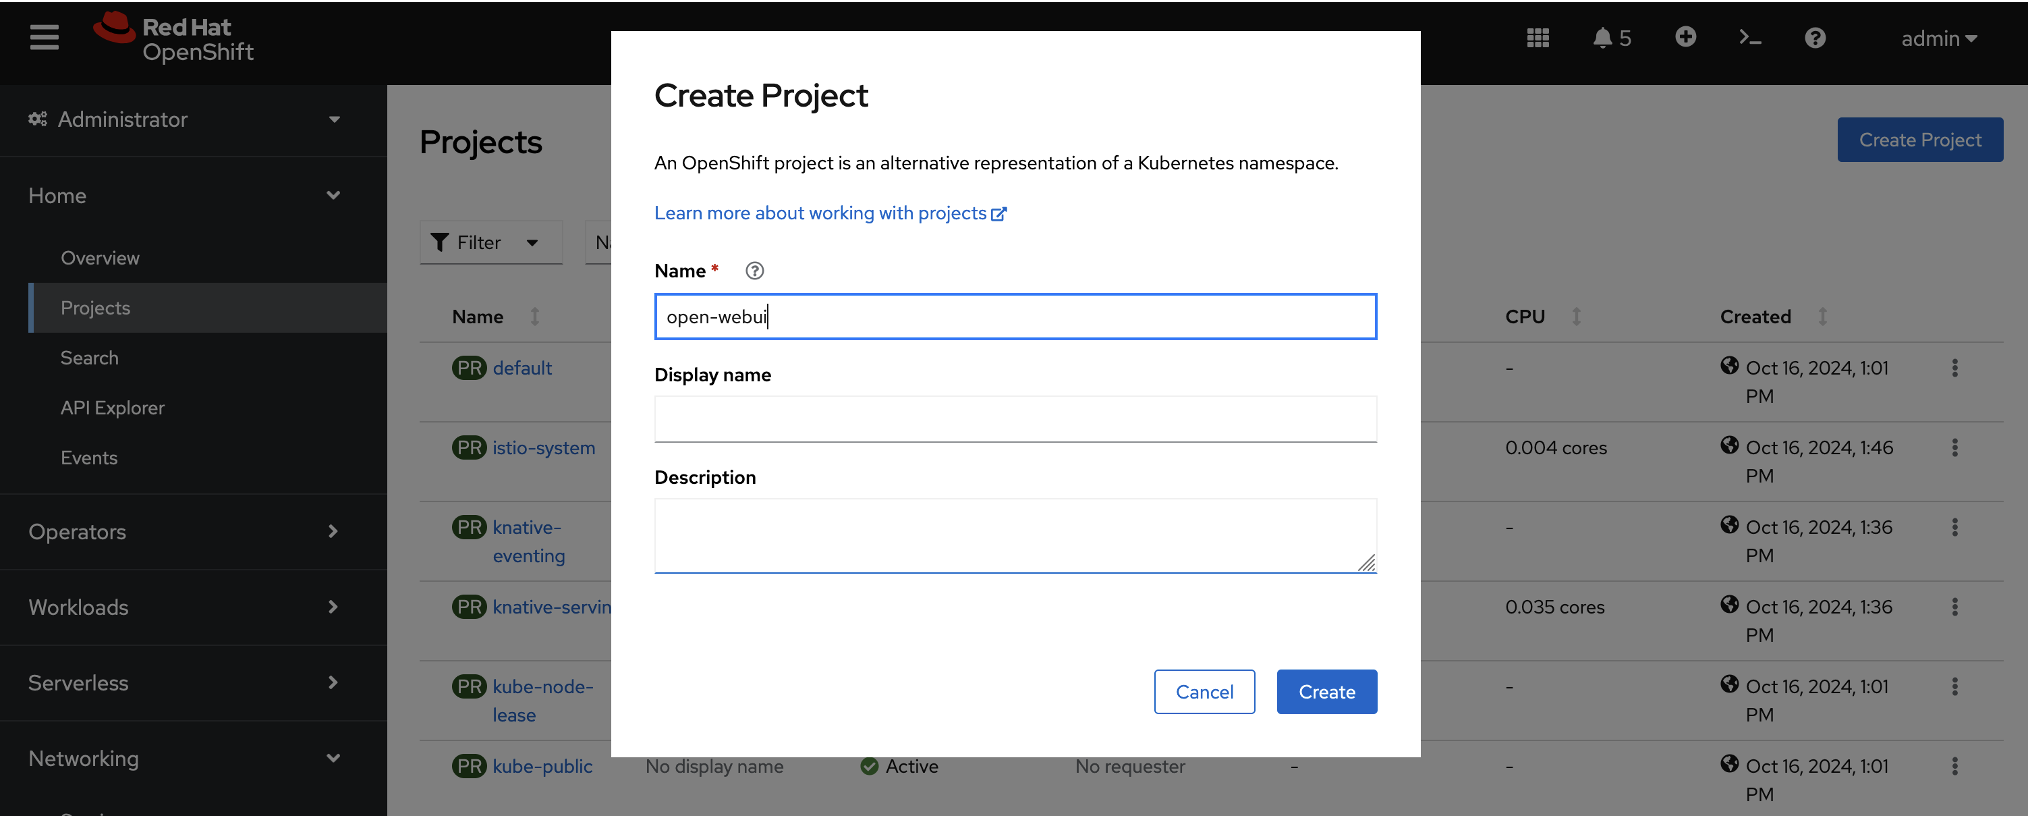 Red Hat
OpenShift
5
admin
Administrator
Home
Overview
Projects
Search
API Explorer
Events
Operators
Workloads
Serverless
Networking
Projects
Create Project
Filter
Name
CPU
Created
PR default
-
Oct 16, 2024, 1:01
PM
PR istio-system
0.004 cores
Oct 16, 2024, 1:46
PM
PR knative-
eventing
-
Oct 16, 2024, 1:36
PM
PR knative-servin
0.035 cores
Oct 16, 2024, 1:36
PM
PR kube-node-
lease
-
Oct 16, 2024, 1:01
PM
PR kube-public
No display name
Active
No requester
-
-
Oct 16, 2024, 1:01
PM
Create Project
An OpenShift project is an alternative representation of a Kubernetes namespace.
Learn more about working with projects
Name *
open-webui
Display name
Description
Cancel
Create